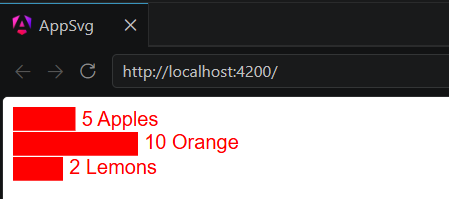 AppSvg
http://localhost:4200/
5 Apples
10 Orange
2 Lemons